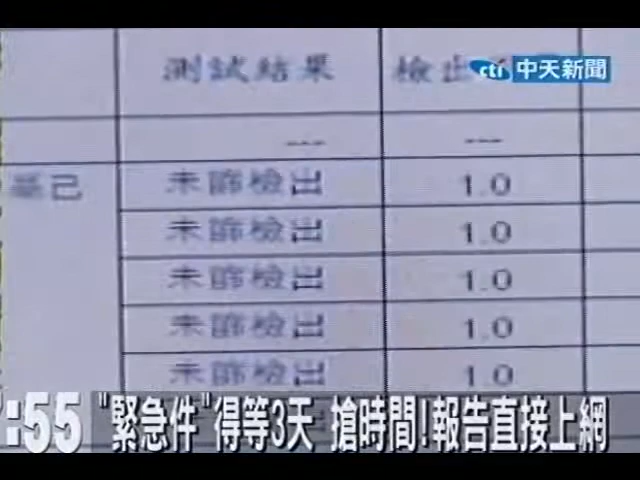 測試結果 檢出
cti 中天新聞
--- ---
基己 未篩檢出 1.0
未篩檢出 1.0
未篩檢出 1.0
未篩檢出 1.0
未篩檢出 1.0
:55 "緊急件"得等3天 搶時間!報告直接上網